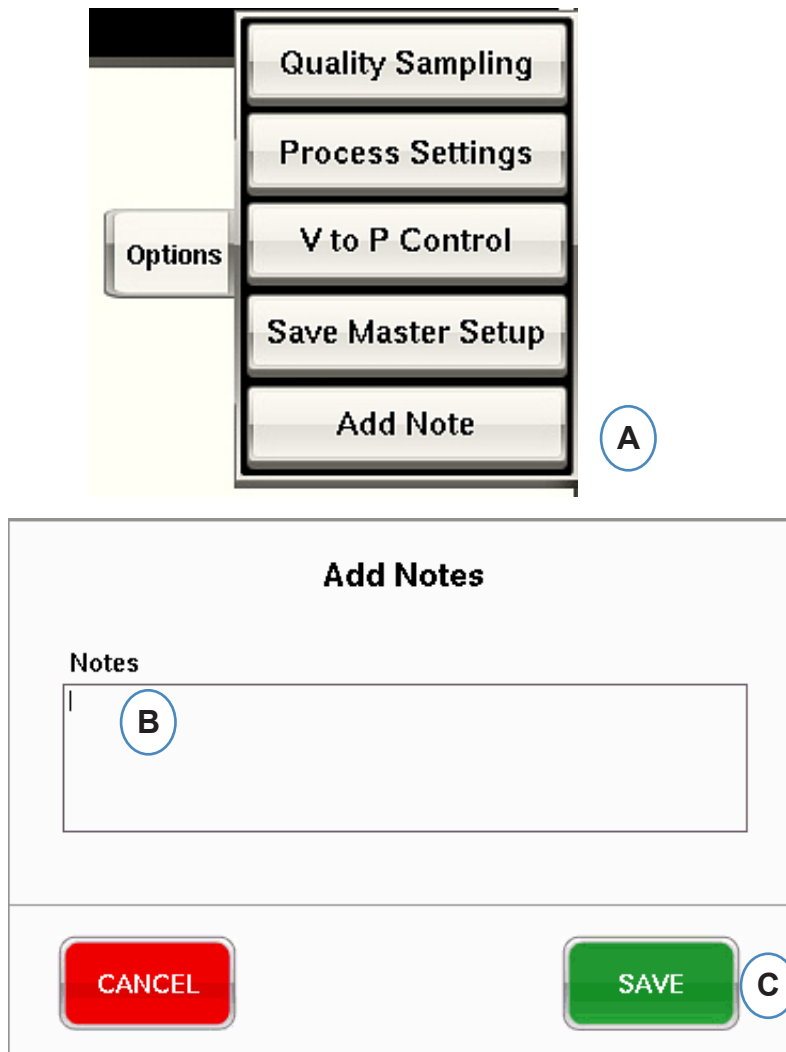 Quality Sampling
Process Settings
Options
V to P Control
Save Master Setup
Add Note
A
Add Notes
Notes
B
CANCEL
SAVE
C